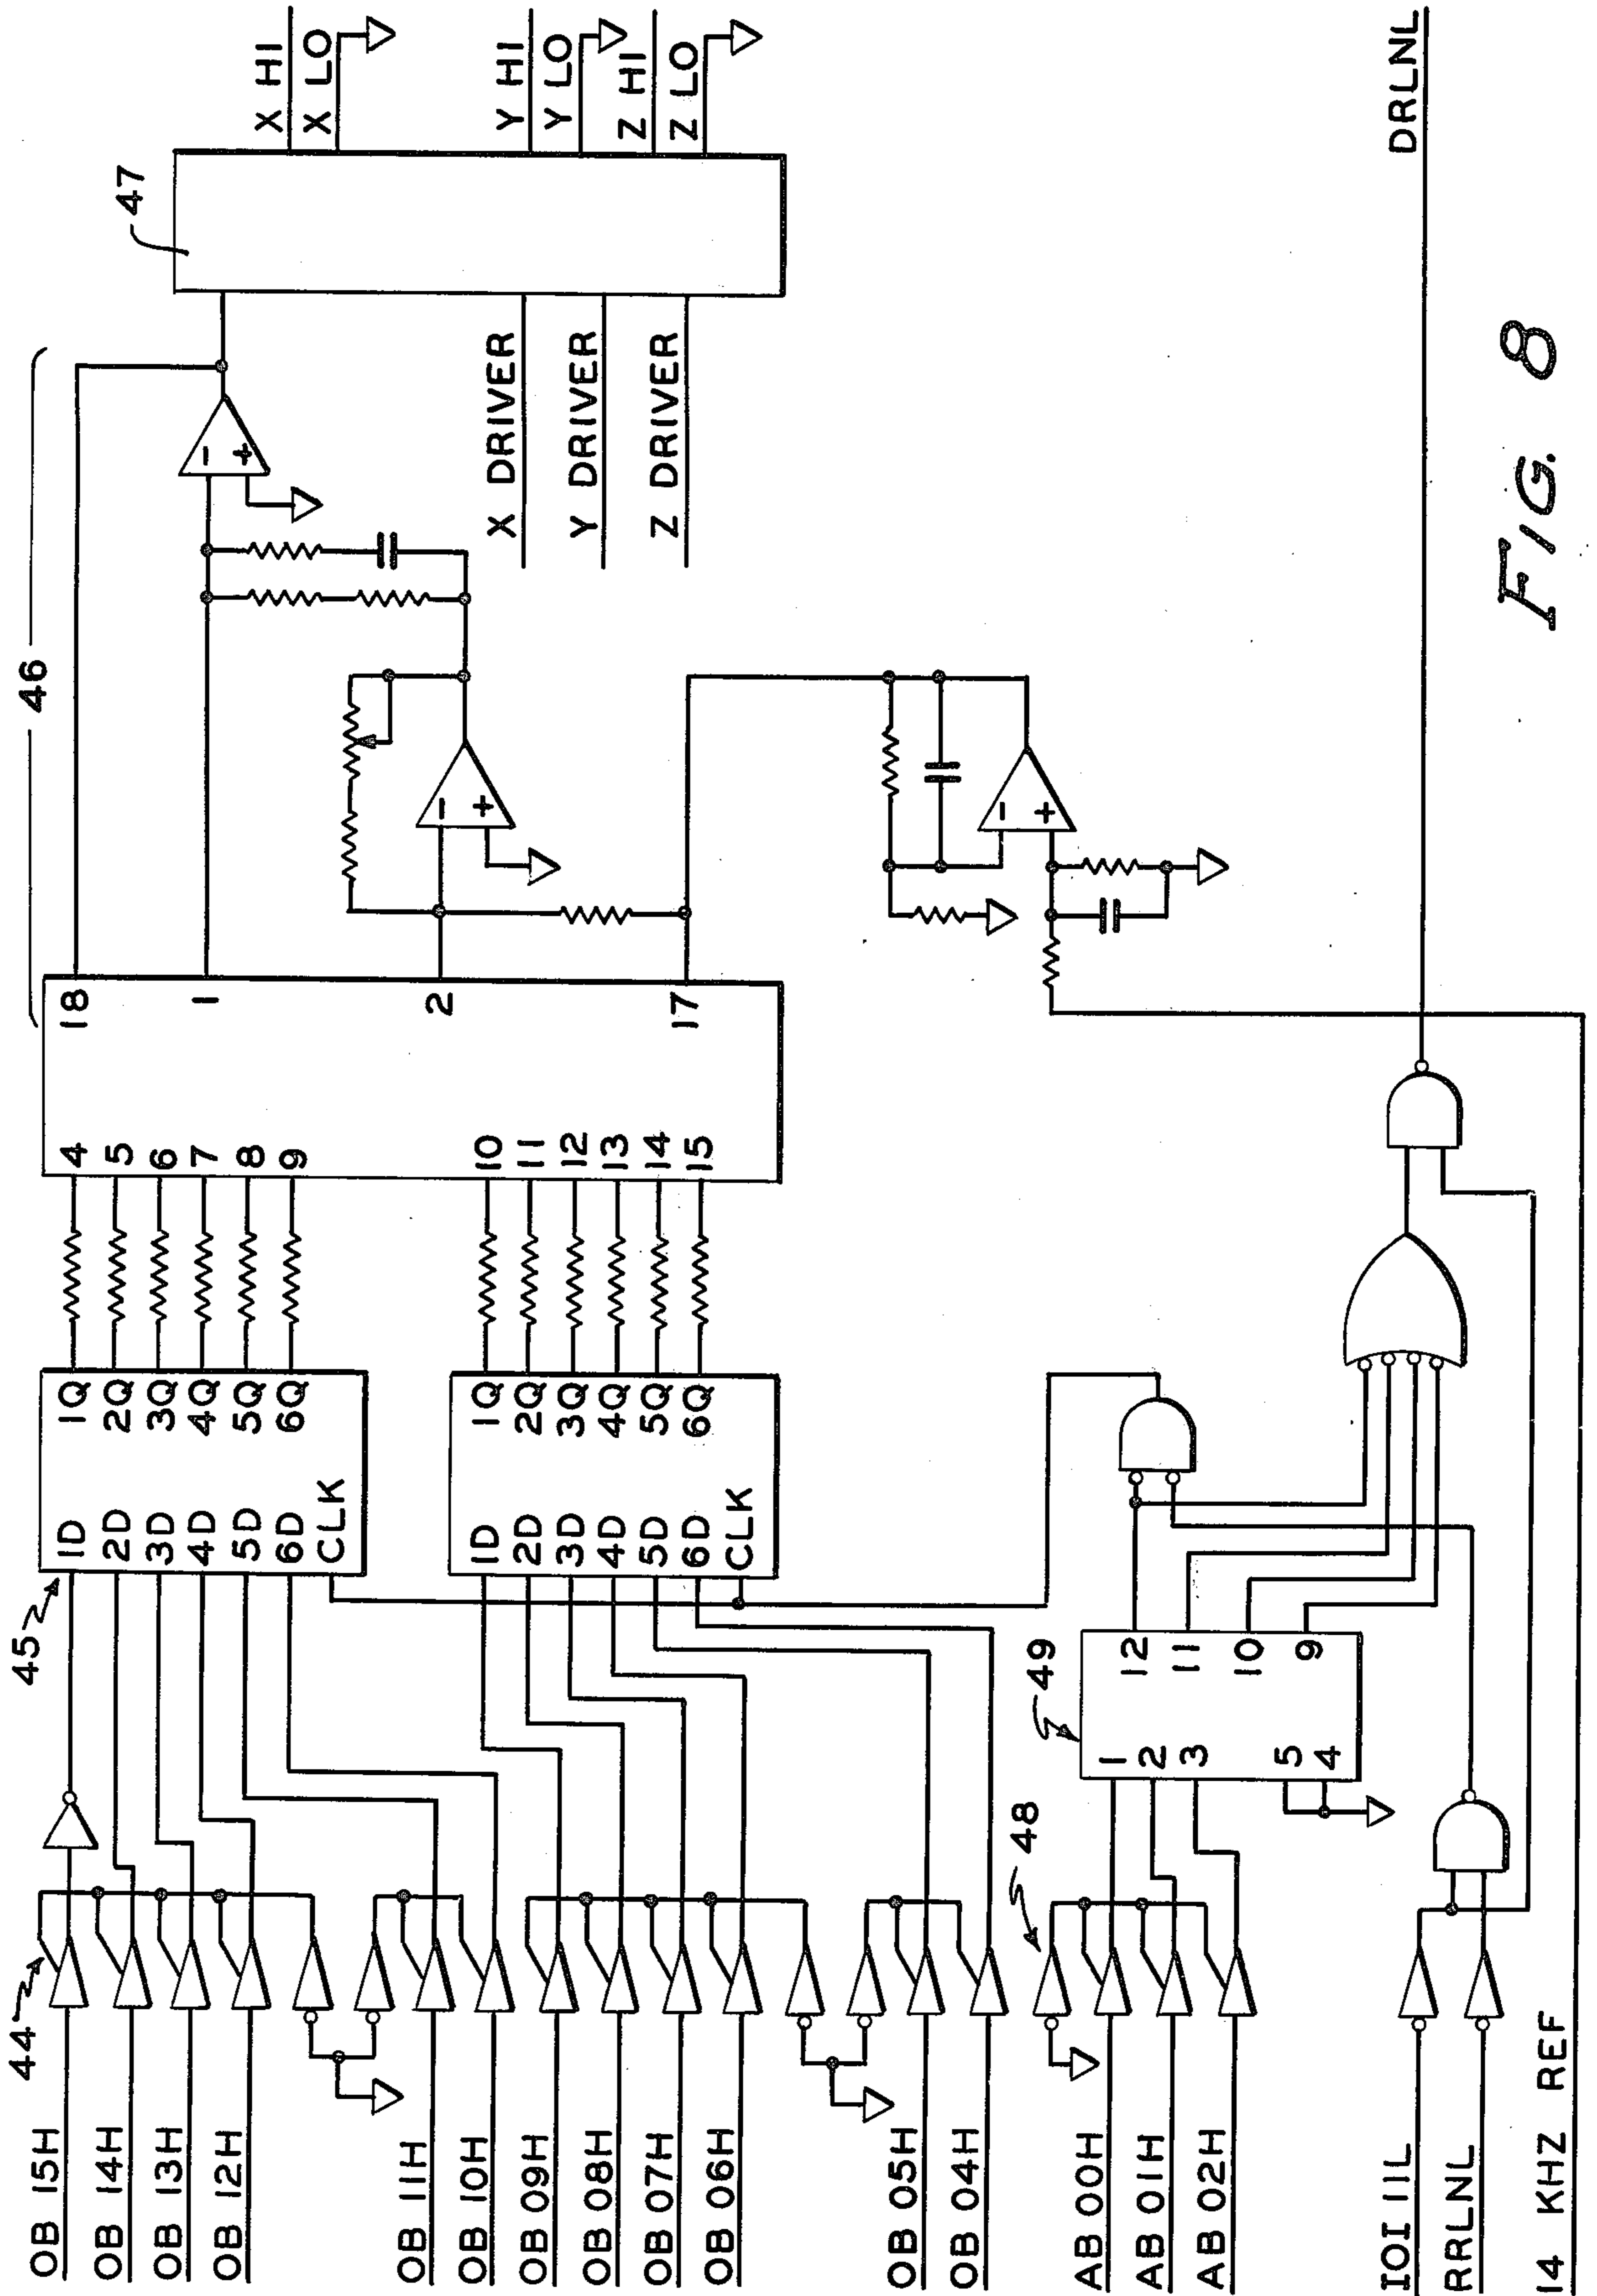 46
47
X HI
X LO
Y HI
Y LO
Z HI
Z LO
X DRIVER
Y DRIVER
Z DRIVER
-
+
-
+
-
+
18
1
2
17
4
5
6
7
8
9
10
11
12
13
14
15
45
1D 1Q
2D 2Q
3D 3Q
4D 4Q
5D 5Q
6D 6Q
CLK
1D 1Q
2D 2Q
3D 3Q
4D 4Q
5D 5Q
6D 6Q
CLK
44
OB 15H
OB 14H
OB 13H
OB 12H
OB 11H
OB 10H
OB 09H
OB 08H
OB 07H
OB 06H
OB 05H
OB 04H
48
AB 00H
AB 01H
AB 02H
49
1 12
2 11
3 10
5 9
4
IOI 11L
RRLNL
14 KHZ REF
DRLNL
FIG. 8